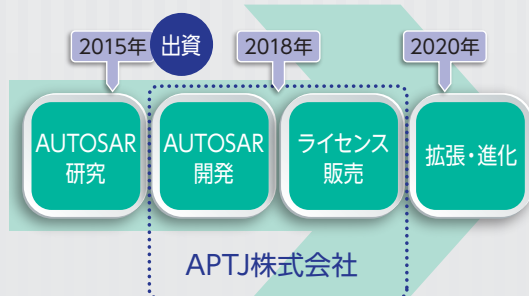 2015年
出資
2018年
2020年
AUTOSAR
研究
AUTOSAR
開発
ライセンス
販売
拡張・進化
APTJ株式会社